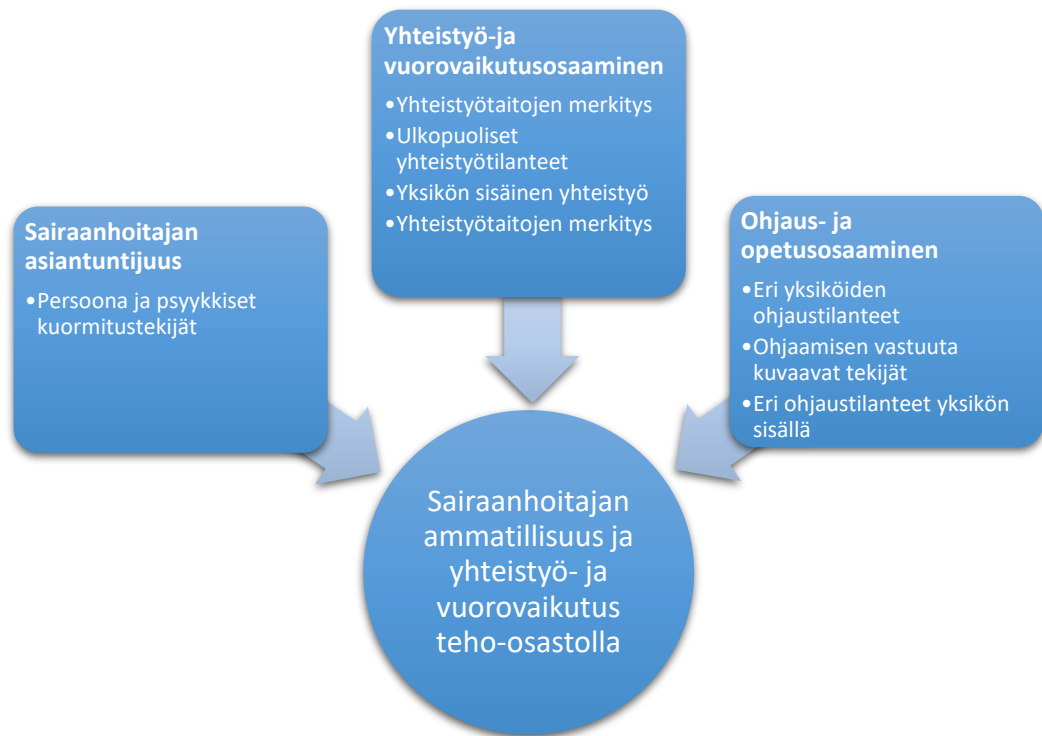 Yhteistyö-ja
vuorovaikutusosaaminen
•Yhteistyötaitojen merkitys
•Ulkopuoliset
yhteistyötilanteet
•Yksikön sisäinen yhteistyö
•Yhteistyötaitojen merkitys
Sairaanhoitajan
asiantuntijuus
•Persoona ja psyykkiset
kuormitustekijät
Ohjaus- ja
opetusosaaminen
•Eri yksiköiden
ohjaustilanteet
•Ohjaamisen vastuuta
kuvaavat tekijät
•Eri ohjaustilanteet yksikön
sisällä
Sairaanhoitajan
ammatillisuus ja
yhteistyö- ja
vuorovaikutus
teho-osastolla